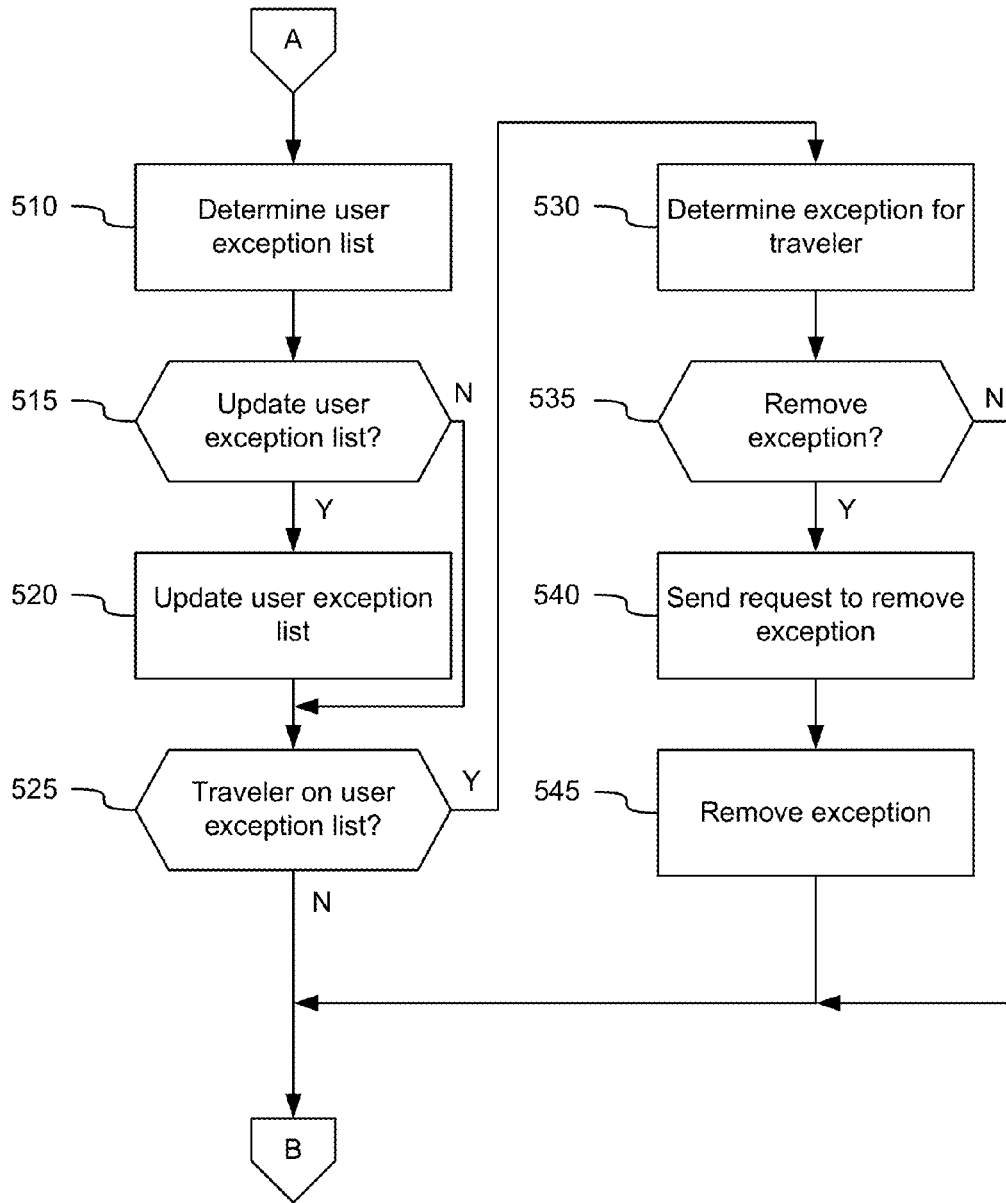 A
510
Determine user
exception list
515
Update user
exception list?
N
Y
520
Update user exception
list
525
Traveler on user
exception list?
Y
N
530
Determine exception for
traveler
535
Remove
exception?
N
Y
540
Send request to remove
exception
545
Remove exception
B